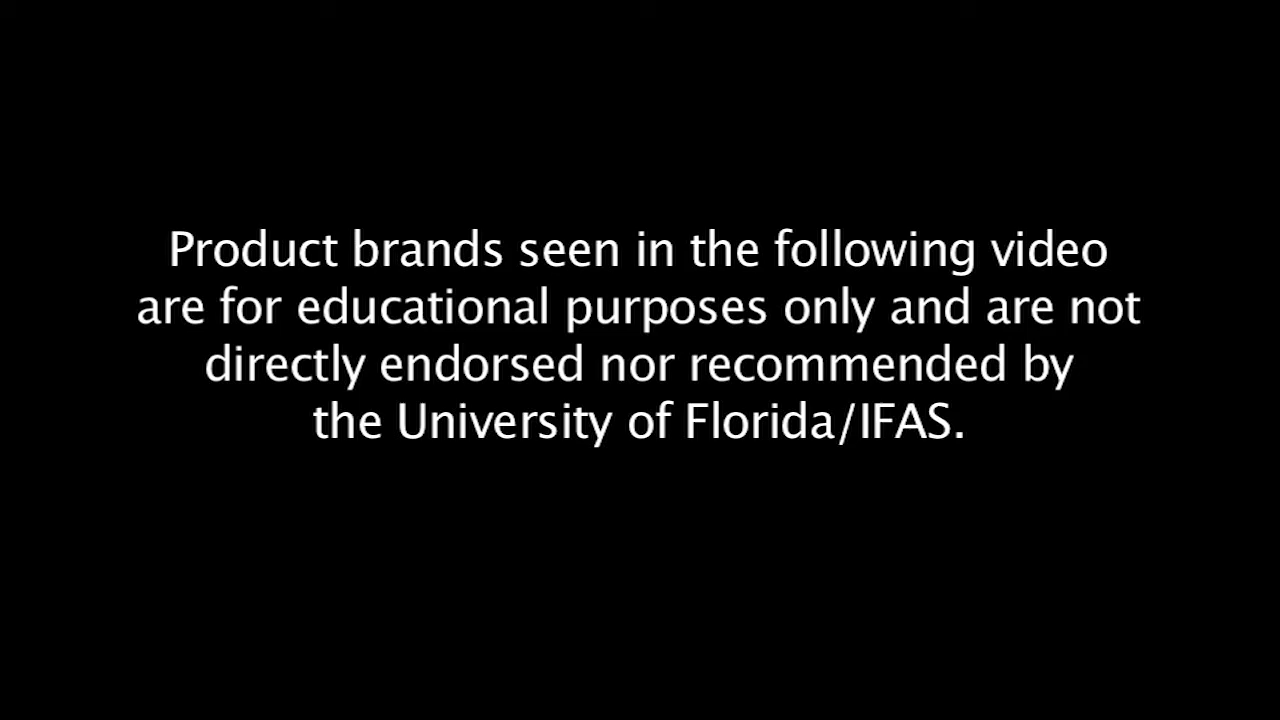 Product brands seen in the following video
are for educational purposes only and are not
directly endorsed nor recommended by
the University of Florida/IFAS.